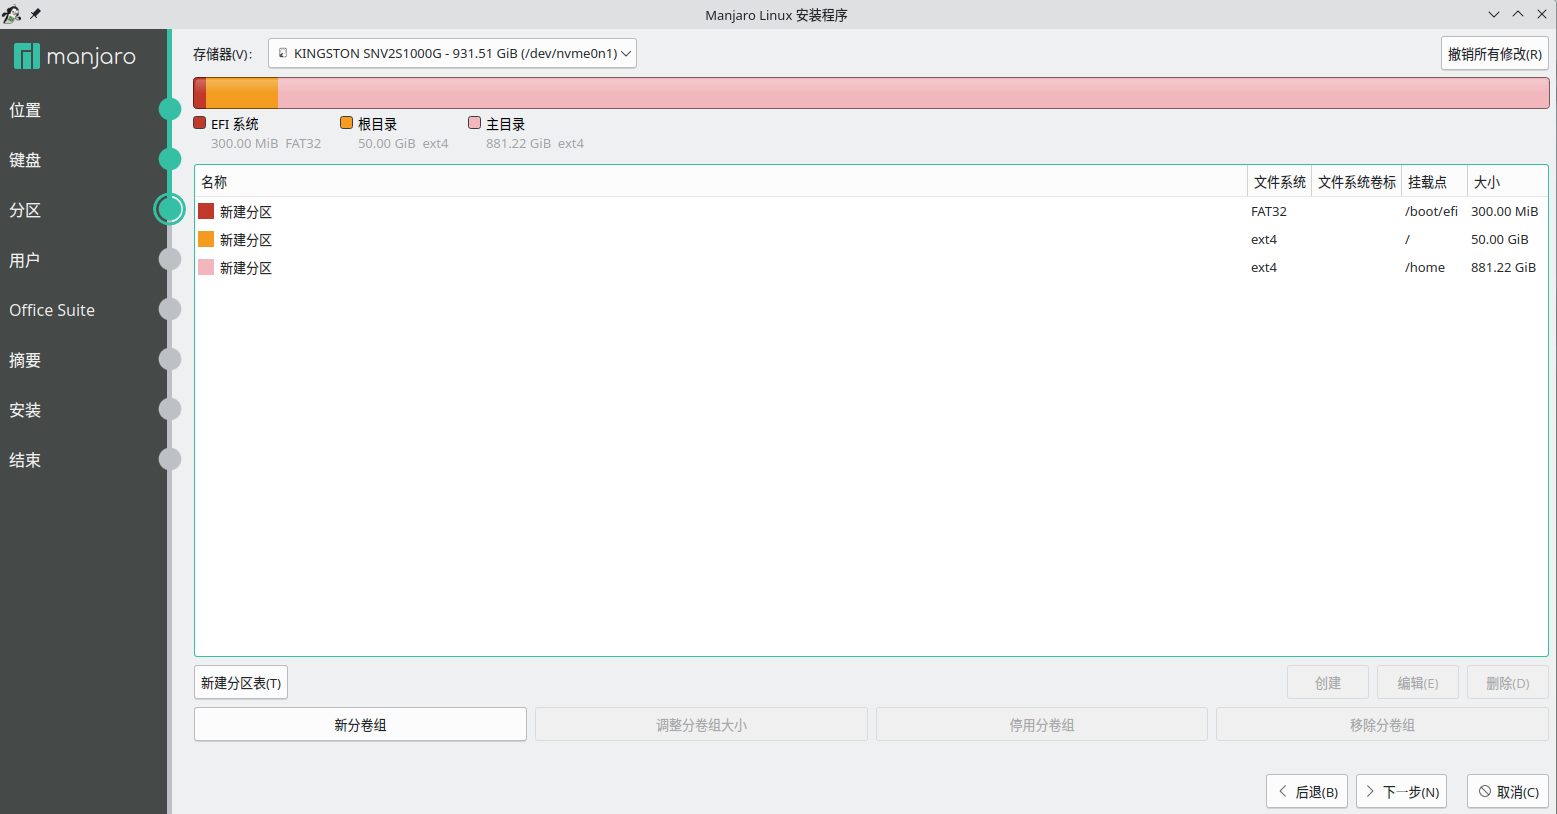 Manjaro Linux 安装程序
manjaro
位置
键盘
分区
用户
Office Suite
摘要
安装
结束
存储器(V)： KINGSTON SNV2S1000G - 931.51 GiB (/dev/nvme0n1) 撤销所有修改(R)
EFI 系统 根目录 主目录
300.00 MiB FAT32 50.00 GiB ext4 881.22 GiB ext4
名称 文件系统 文件系统卷标 挂载点 大小
新建分区 FAT32 /boot/efi 300.00 MiB
新建分区 ext4 / 50.00 GiB
新建分区 ext4 /home 881.22 GiB
新建分区表(T) 创建 编辑(E) 删除(D)
新分卷组 调整分卷组大小 停用分卷组 移除分卷组
后退(B) 下一步(N) 取消(C)